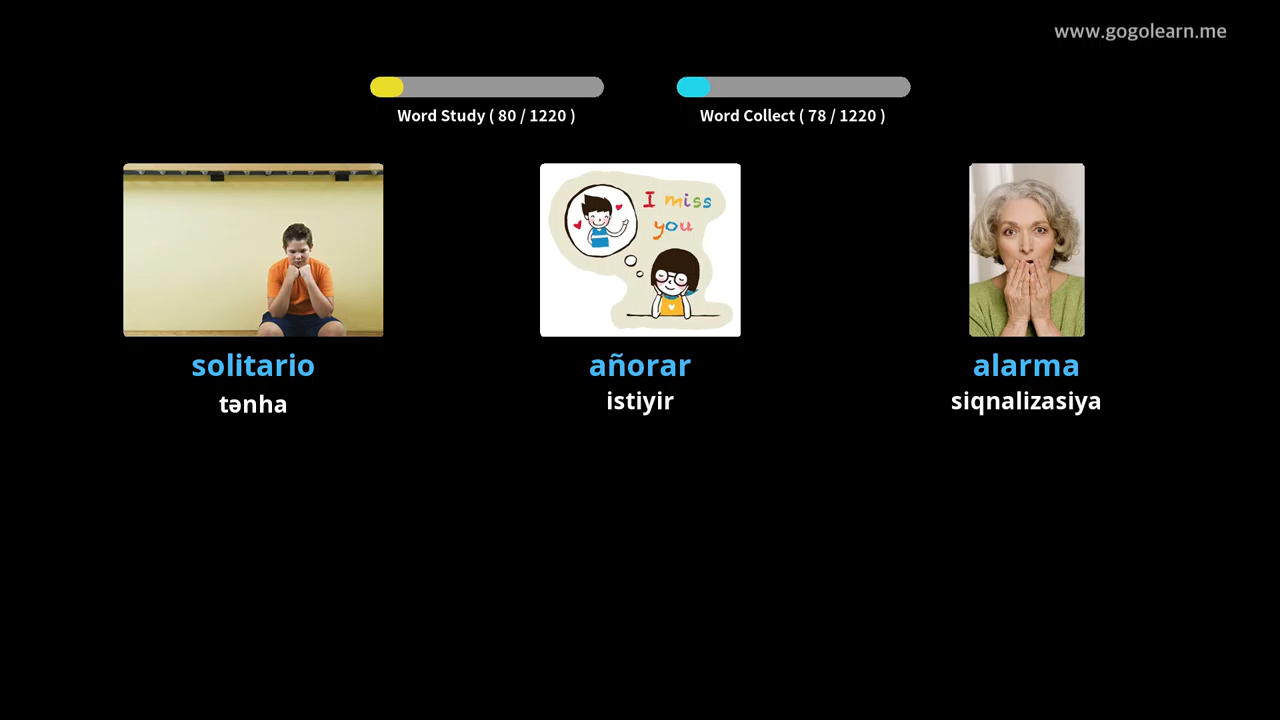 www.gogolearn.me
Word Study ( 80 / 1220 )
Word Collect ( 78 / 1220 )
I miss
you
solitario
añorar
alarma
tənha
istiyir
siqnalizasiya